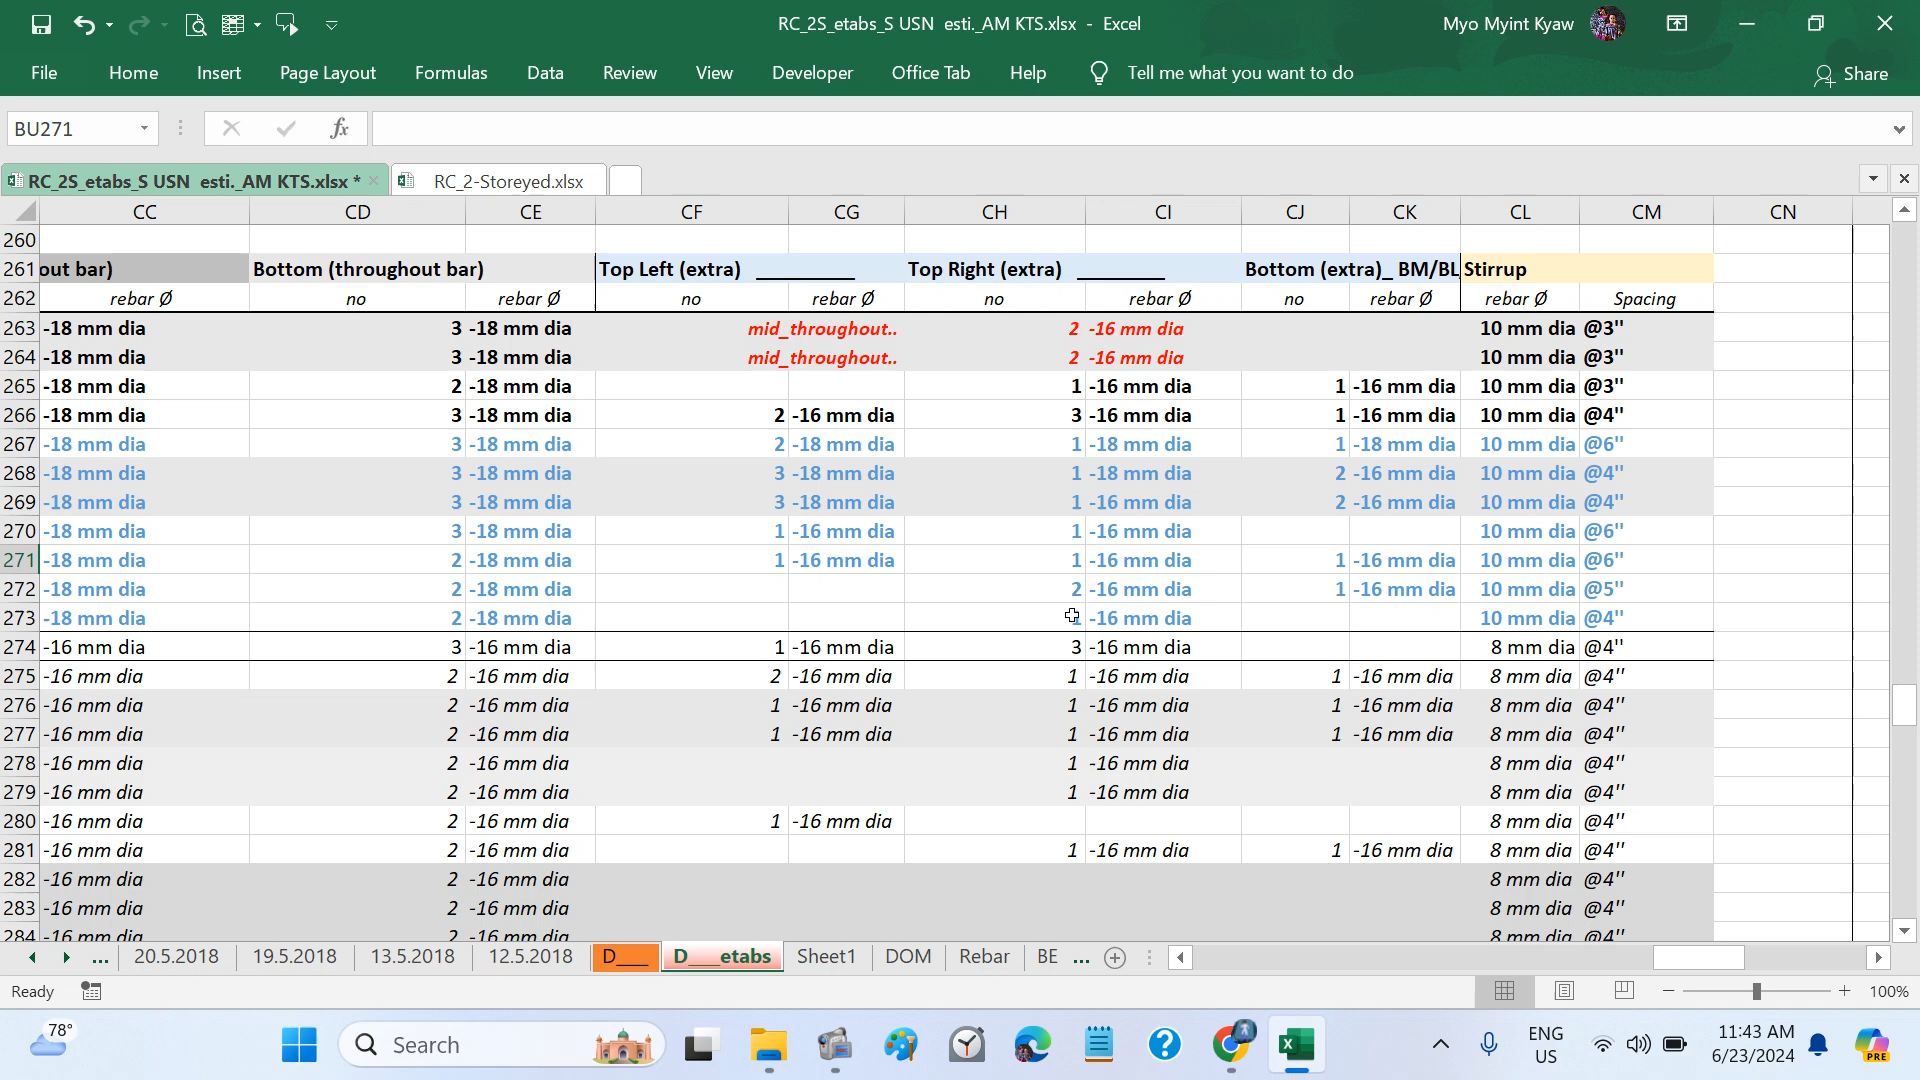 RC_2S_etabs_S USN esti._AM KTS.xlsx - Excel
Myo Myint Kyaw
File Home Insert Page Layout Formulas Data Review View Developer Office Tab Help Tell me what you want to do Share
BU271 fx
RC_2S_etabs_S USN esti._AM KTS.xlsx * RC_2-Storeyed.xlsx
CC CD CE CF CG CH CI CJ CK CL CM CN
260
261 out bar) Bottom (throughout bar) Top Left (extra) _________ Top Right (extra) ________ Bottom (extra)_ BM/BL Stirrup
262 rebar Ø no rebar Ø no rebar Ø no rebar Ø no rebar Ø rebar Ø Spacing
263 -18 mm dia 3 -18 mm dia mid_throughout.. 2 -16 mm dia 10 mm dia @3"
264 -18 mm dia 3 -18 mm dia mid_throughout.. 2 -16 mm dia 10 mm dia @3"
265 -18 mm dia 2 -18 mm dia 1 -16 mm dia 1 -16 mm dia 10 mm dia @3"
266 -18 mm dia 3 -18 mm dia 2 -16 mm dia 3 -16 mm dia 1 -16 mm dia 10 mm dia @4"
267 -18 mm dia 3 -18 mm dia 2 -18 mm dia 1 -18 mm dia 1 -18 mm dia 10 mm dia @6"
268 -18 mm dia 3 -18 mm dia 3 -18 mm dia 1 -18 mm dia 2 -16 mm dia 10 mm dia @4"
269 -18 mm dia 3 -18 mm dia 3 -18 mm dia 1 -16 mm dia 2 -16 mm dia 10 mm dia @4"
270 -18 mm dia 3 -18 mm dia 1 -16 mm dia 1 -16 mm dia 10 mm dia @6"
271 -18 mm dia 2 -18 mm dia 1 -16 mm dia 1 -16 mm dia 1 -16 mm dia 10 mm dia @6"
272 -18 mm dia 2 -18 mm dia 2 -16 mm dia 1 -16 mm dia 10 mm dia @5"
273 -18 mm dia 2 -18 mm dia 1 -16 mm dia 10 mm dia @4"
274 -16 mm dia 3 -16 mm dia 1 -16 mm dia 3 -16 mm dia 8 mm dia @4"
275 -16 mm dia 2 -16 mm dia 2 -16 mm dia 1 -16 mm dia 1 -16 mm dia 8 mm dia @4"
276 -16 mm dia 2 -16 mm dia 1 -16 mm dia 1 -16 mm dia 1 -16 mm dia 8 mm dia @4"
277 -16 mm dia 2 -16 mm dia 1 -16 mm dia 1 -16 mm dia 1 -16 mm dia 8 mm dia @4"
278 -16 mm dia 2 -16 mm dia 1 -16 mm dia 8 mm dia @4"
279 -16 mm dia 2 -16 mm dia 1 -16 mm dia 8 mm dia @4"
280 -16 mm dia 2 -16 mm dia 1 -16 mm dia 8 mm dia @4"
281 -16 mm dia 2 -16 mm dia 1 -16 mm dia 1 -16 mm dia 8 mm dia @4"
282 -16 mm dia 2 -16 mm dia 8 mm dia @4"
283 -16 mm dia 2 -16 mm dia 8 mm dia @4"
284 -16 mm dia 2 -16 mm dia 8 mm dia @4"
... 20.5.2018 19.5.2018 13.5.2018 12.5.2018 D___ D___etabs Sheet1 DOM Rebar BE ...
Ready 100%
78° Search ENG US 11:43 AM 6/23/2024 PRE